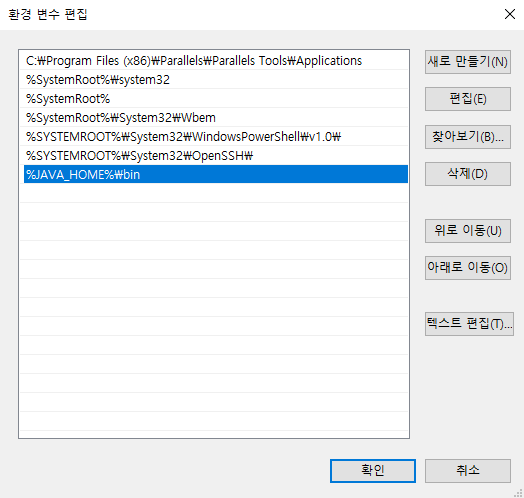 환경 변수 편집
C:₩Program Files (x86)₩Parallels₩Parallels Tools₩Applications
%SystemRoot%₩system32
%SystemRoot%
%SystemRoot%₩System32₩Wbem
%SYSTEMROOT%₩System32₩WindowsPowerShell₩v1.0₩
%SYSTEMROOT%₩System32₩OpenSSH₩
%JAVA_HOME%₩bin
새로 만들기(N)
편집(E)
찾아보기(B)...
삭제(D)
위로 이동(U)
아래로 이동(O)
텍스트 편집(T)...
확인
취소